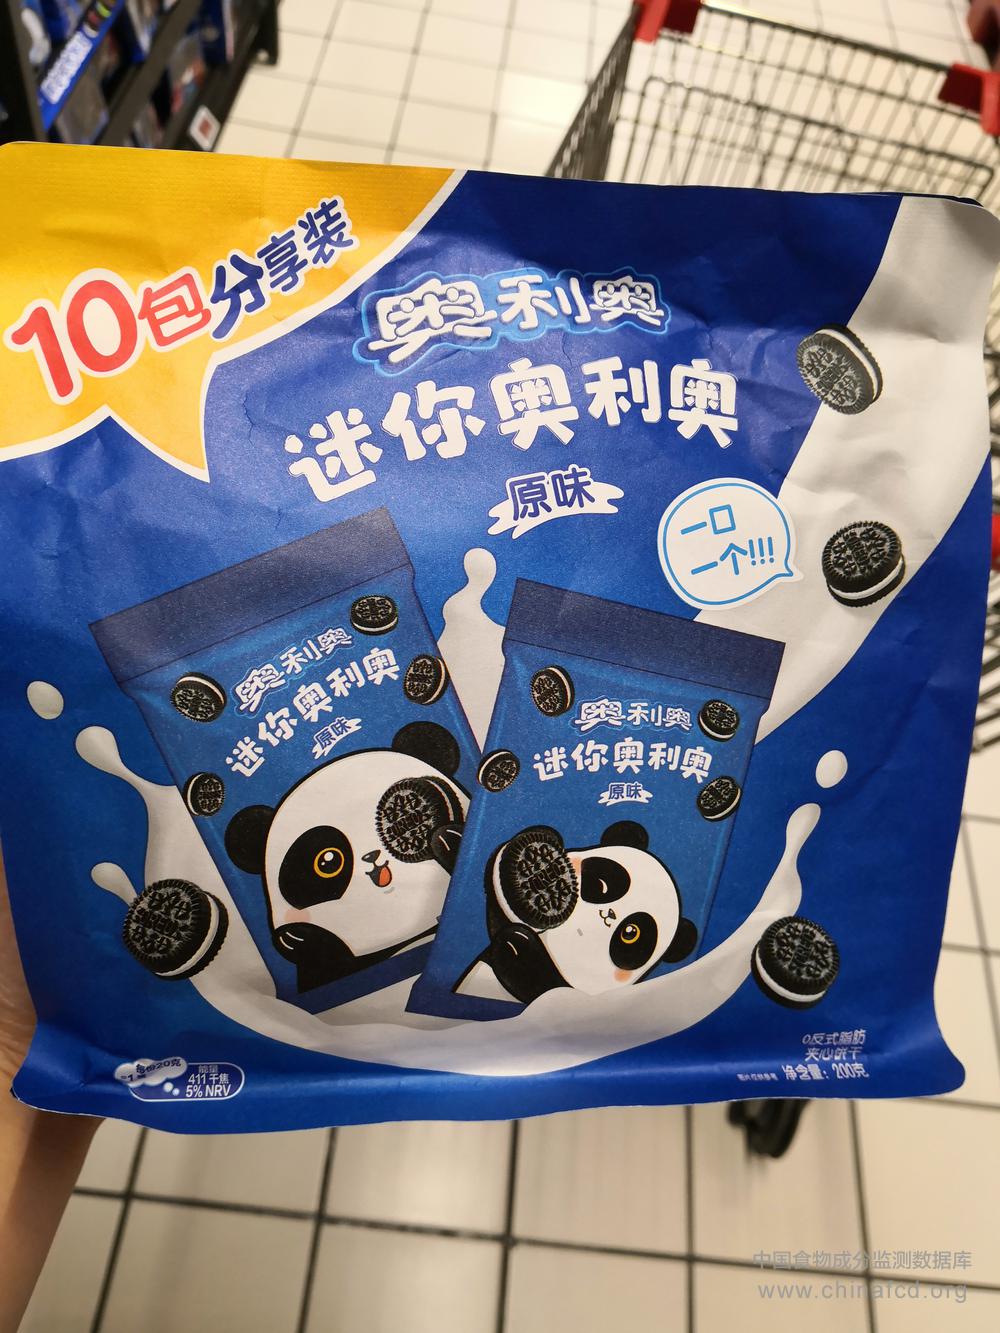 10包分享装
奥利奥
迷你奥利奥
原味
一口
一个!!!
奥利奥
迷你奥利奥
原味
奥利奥
迷你奥利奥
原味
每份20克
能量
411千焦
5% NRV
0反式脂肪
夹心饼干
净含量：200克
中国食物成分监测数据库
www.chinafcd.org